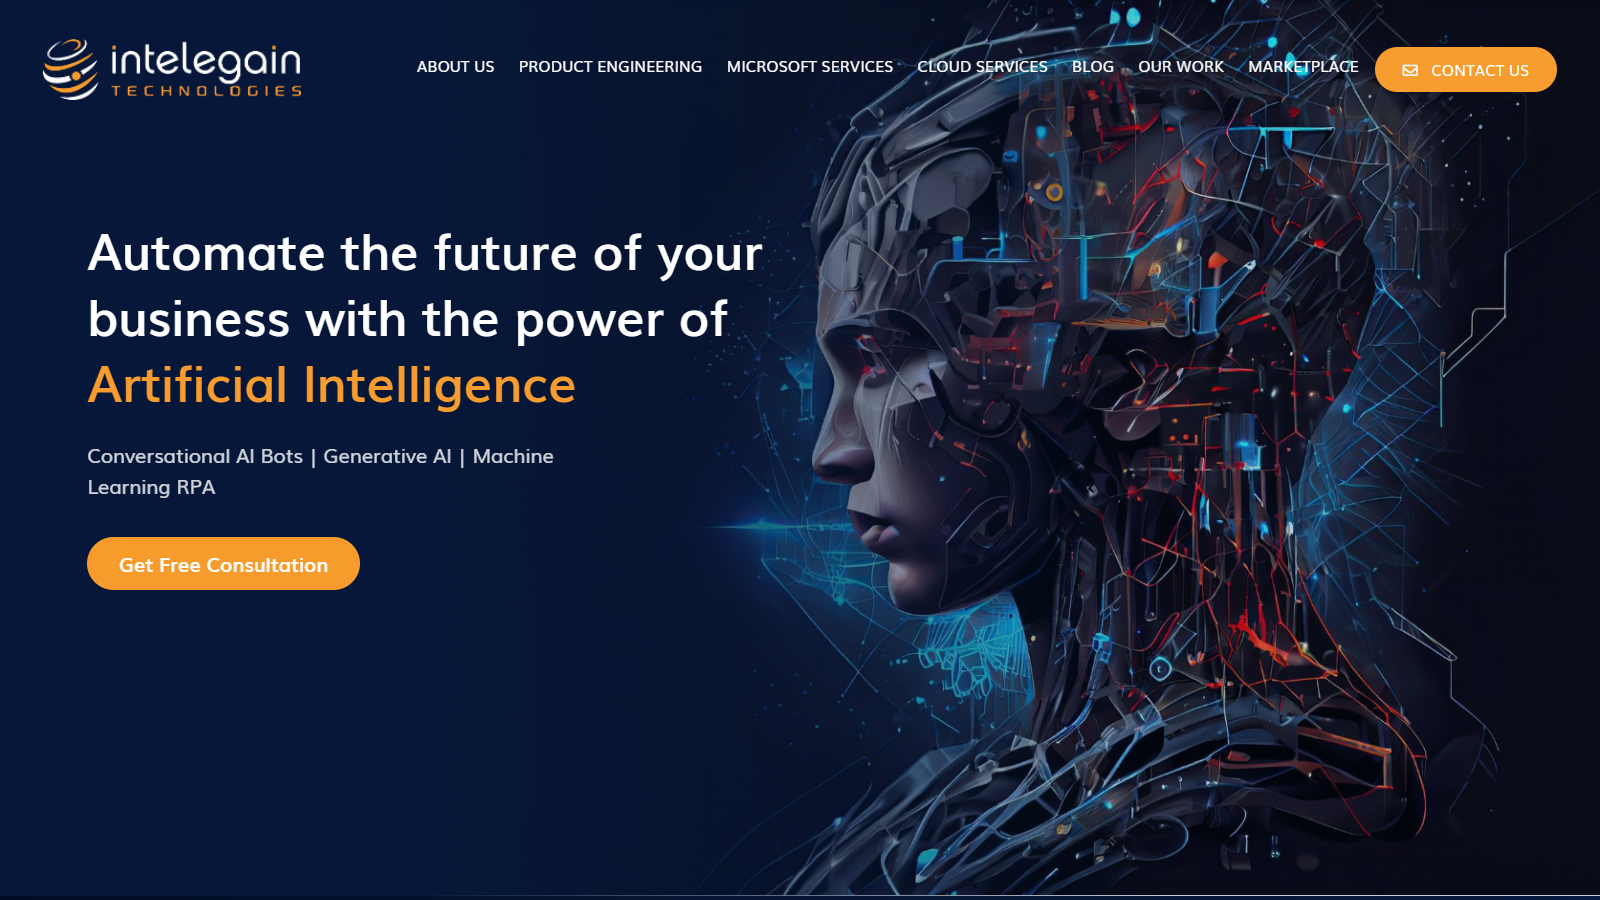 intelegain
TECHNOLOGIES
ABOUT US
PRODUCT ENGINEERING
MICROSOFT SERVICES
CLOUD SERVICES
BLOG
OUR WORK
MARKETPLACE
CONTACT US
Automate the future of your
business with the power of
Artificial Intelligence
Conversational AI Bots | Generative AI | Machine
Learning RPA
Get Free Consultation